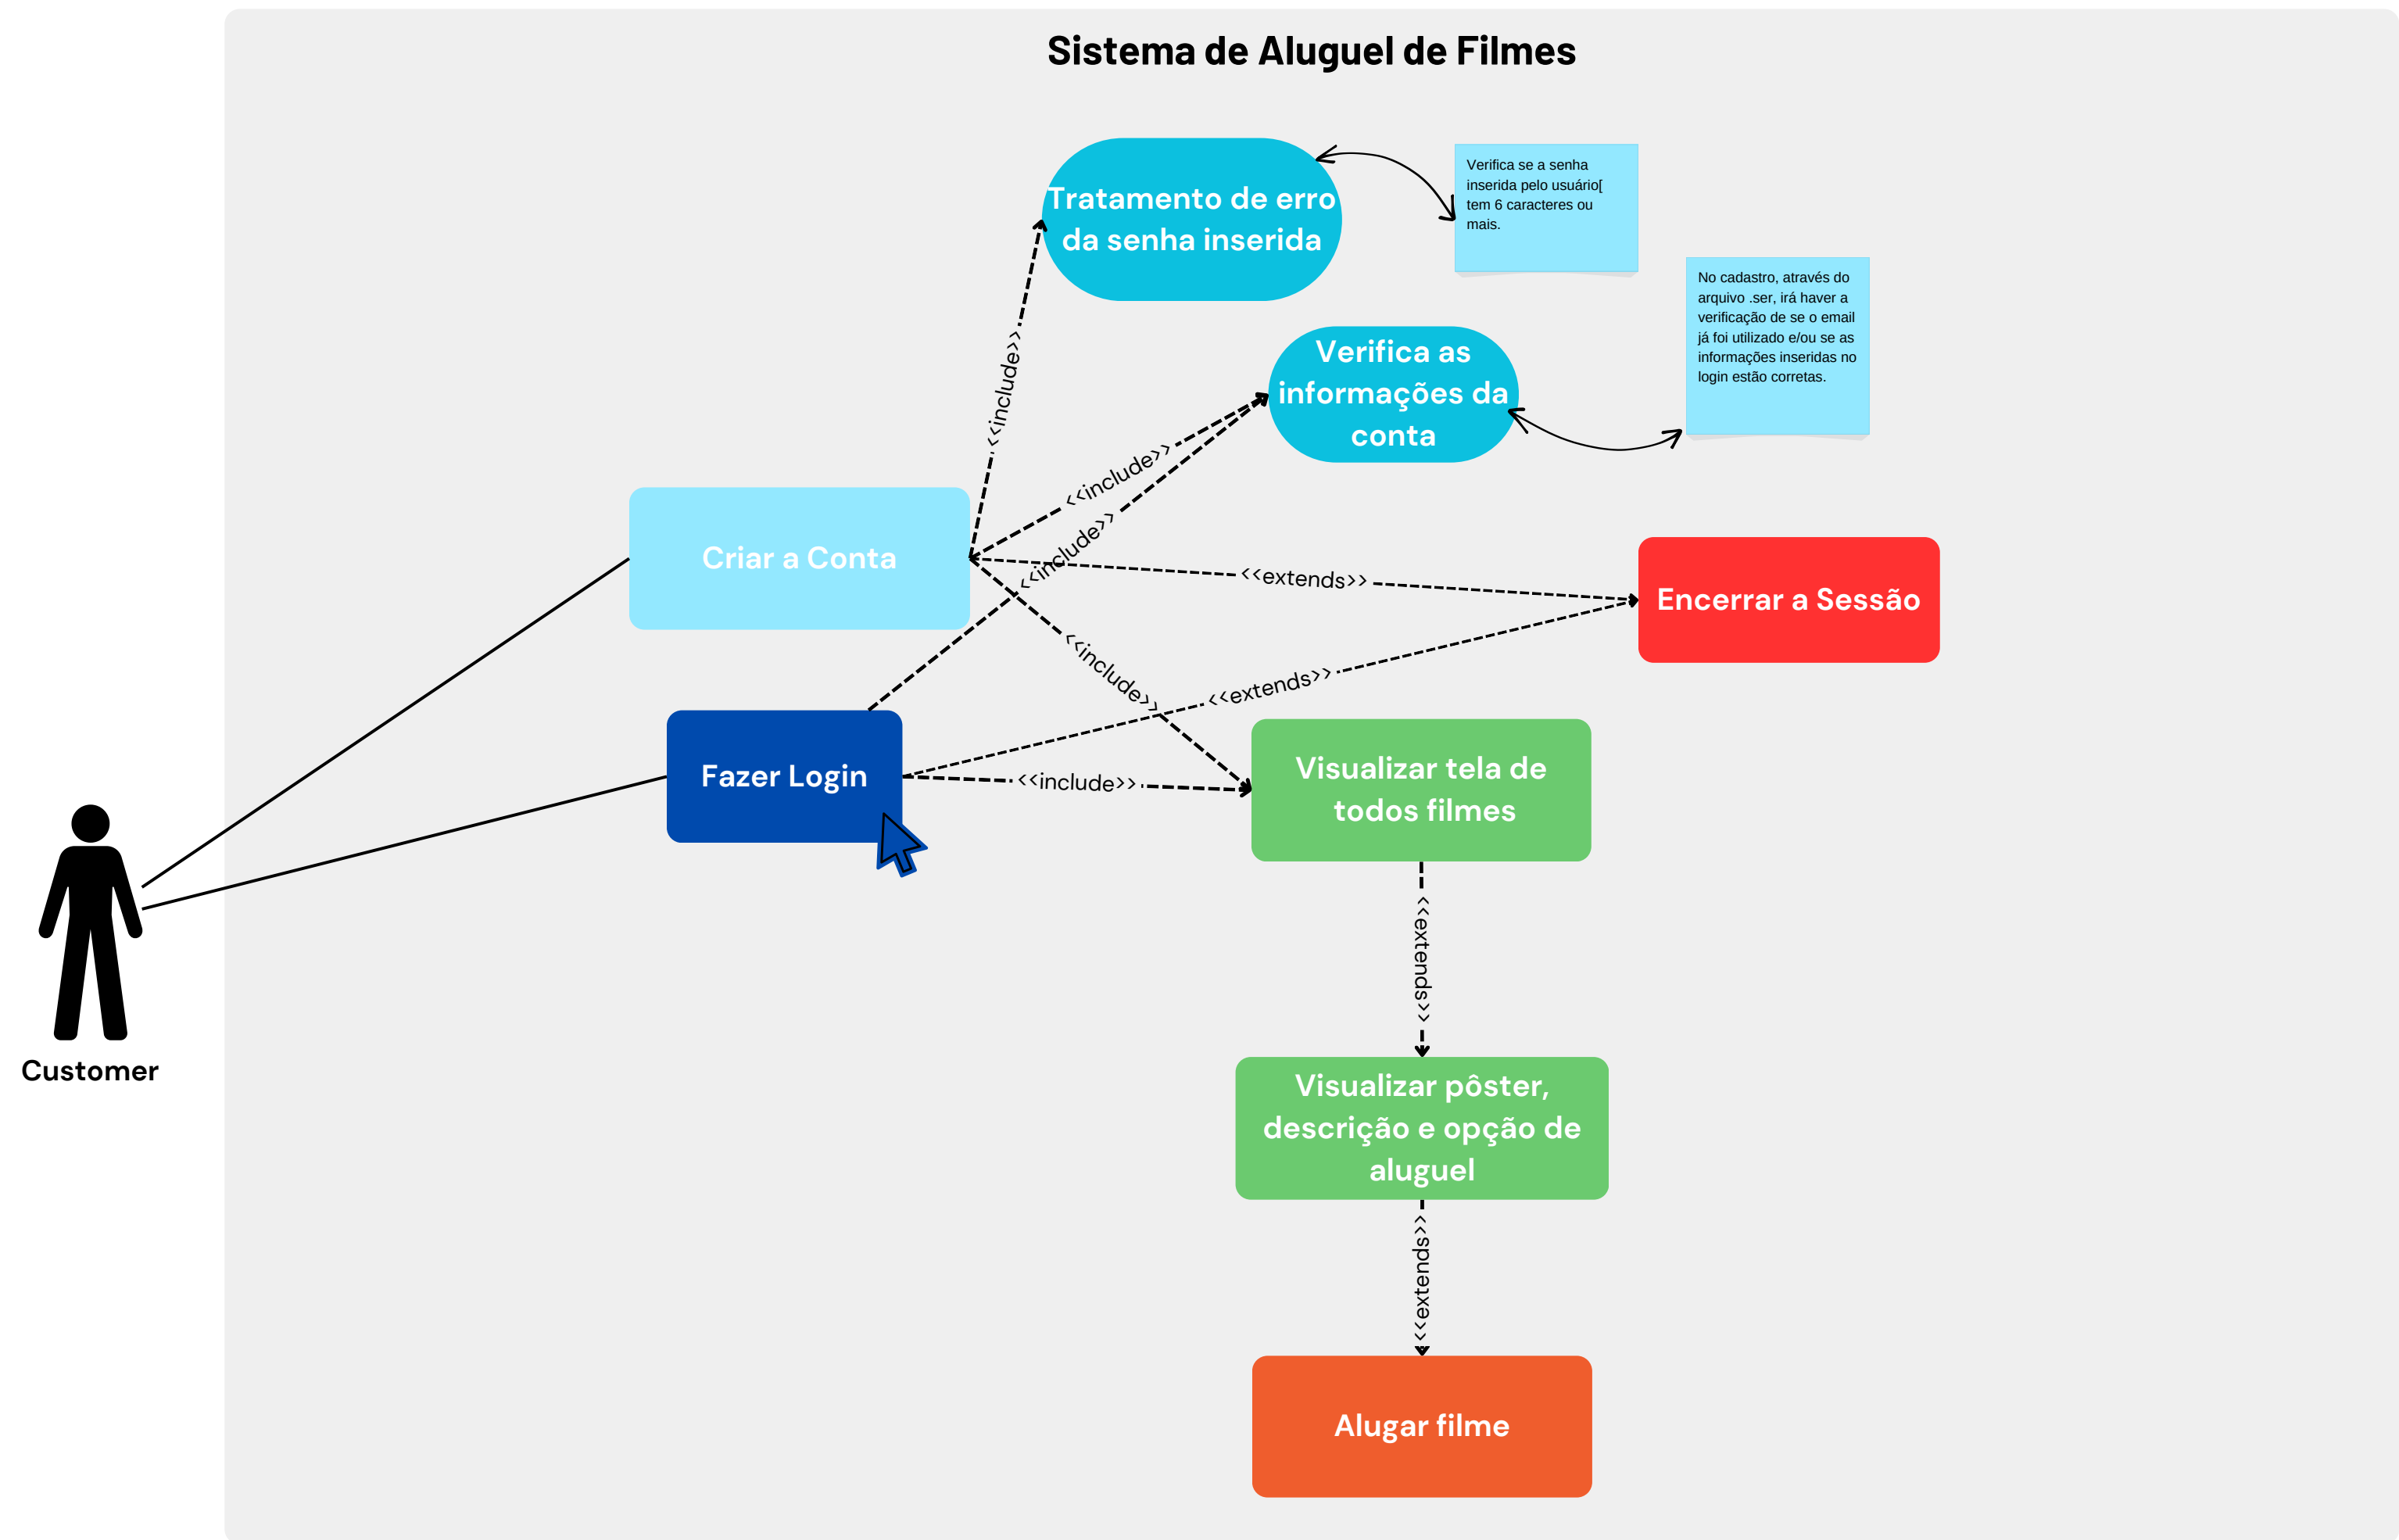 Sistema de Aluguel de Filmes
Tratamento de erro
da senha inserida
Verifica se a senha
inserida pelo usuário[
tem 6 caracteres ou
mais.
No cadastro, através do
arquivo .ser, irá haver a
verificação de se o email
já foi utilizado e/ou se as
informações inseridas no
login estão corretas.
Verifica as
informações da
conta
<<include>>
<<include>>
<<include>>
Criar a Conta
<<extends>>
Encerrar a Sessão
<<include>>
<<extends>>
Fazer Login
<<include>>
Visualizar tela de
todos filmes
<<extends>>
Customer
Visualizar pôster,
descrição e opção de
aluguel
<<extends>>
Alugar filme